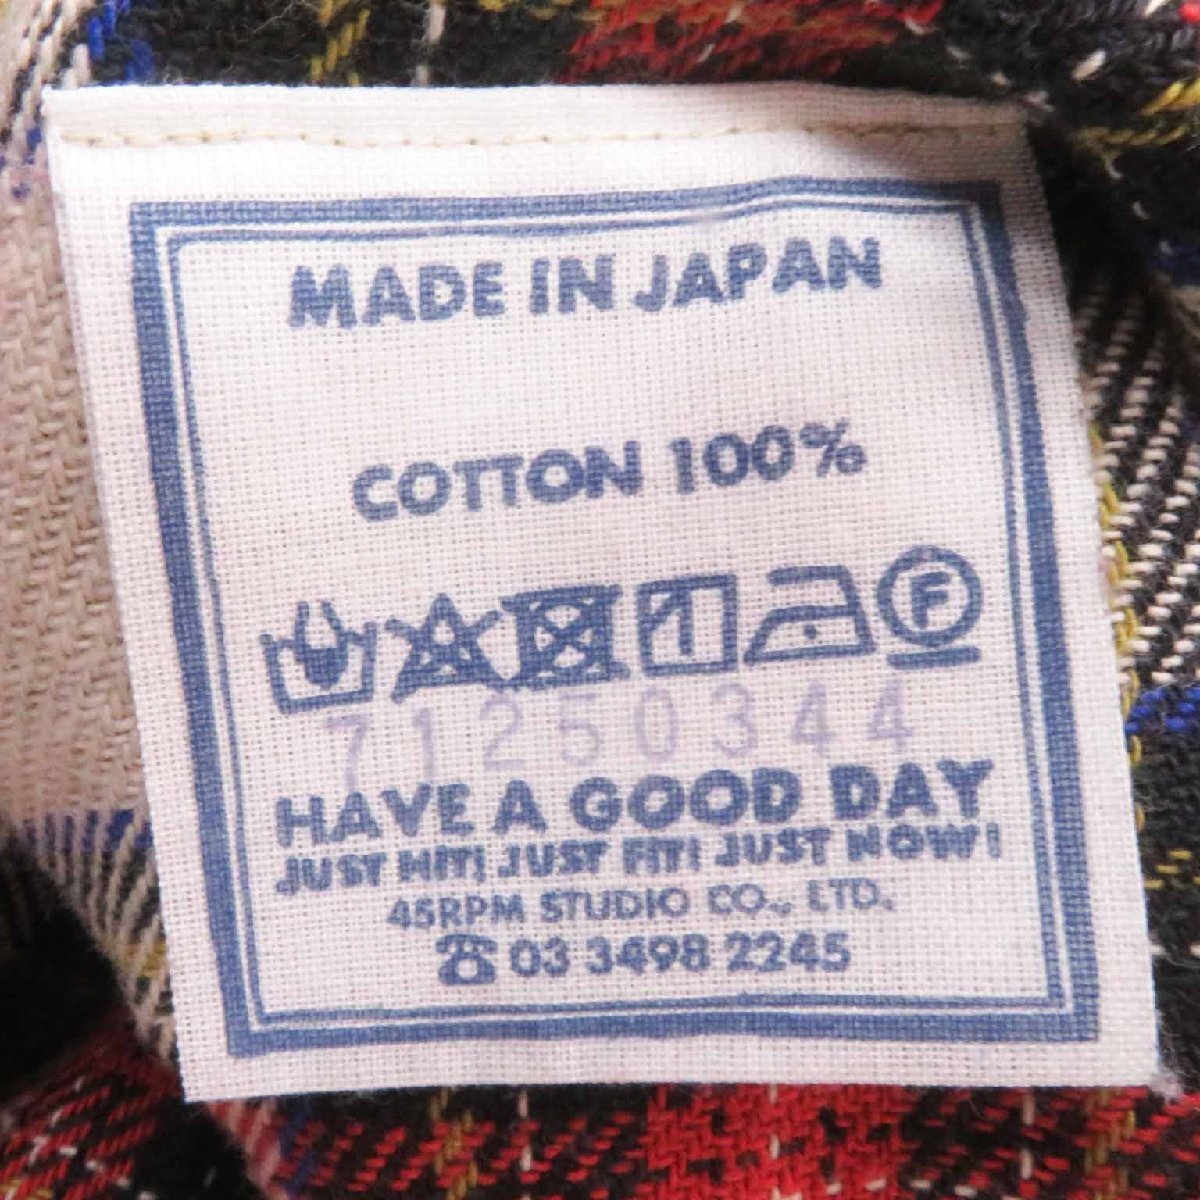 MADE IN JAPAN
COTTON 100%
F
71250344
HAVE A GOOD DAY
JUST HIT! JUST FIT! JUST NOW!
45RPM STUDIO CO., LTD.
☎03 3498 2245